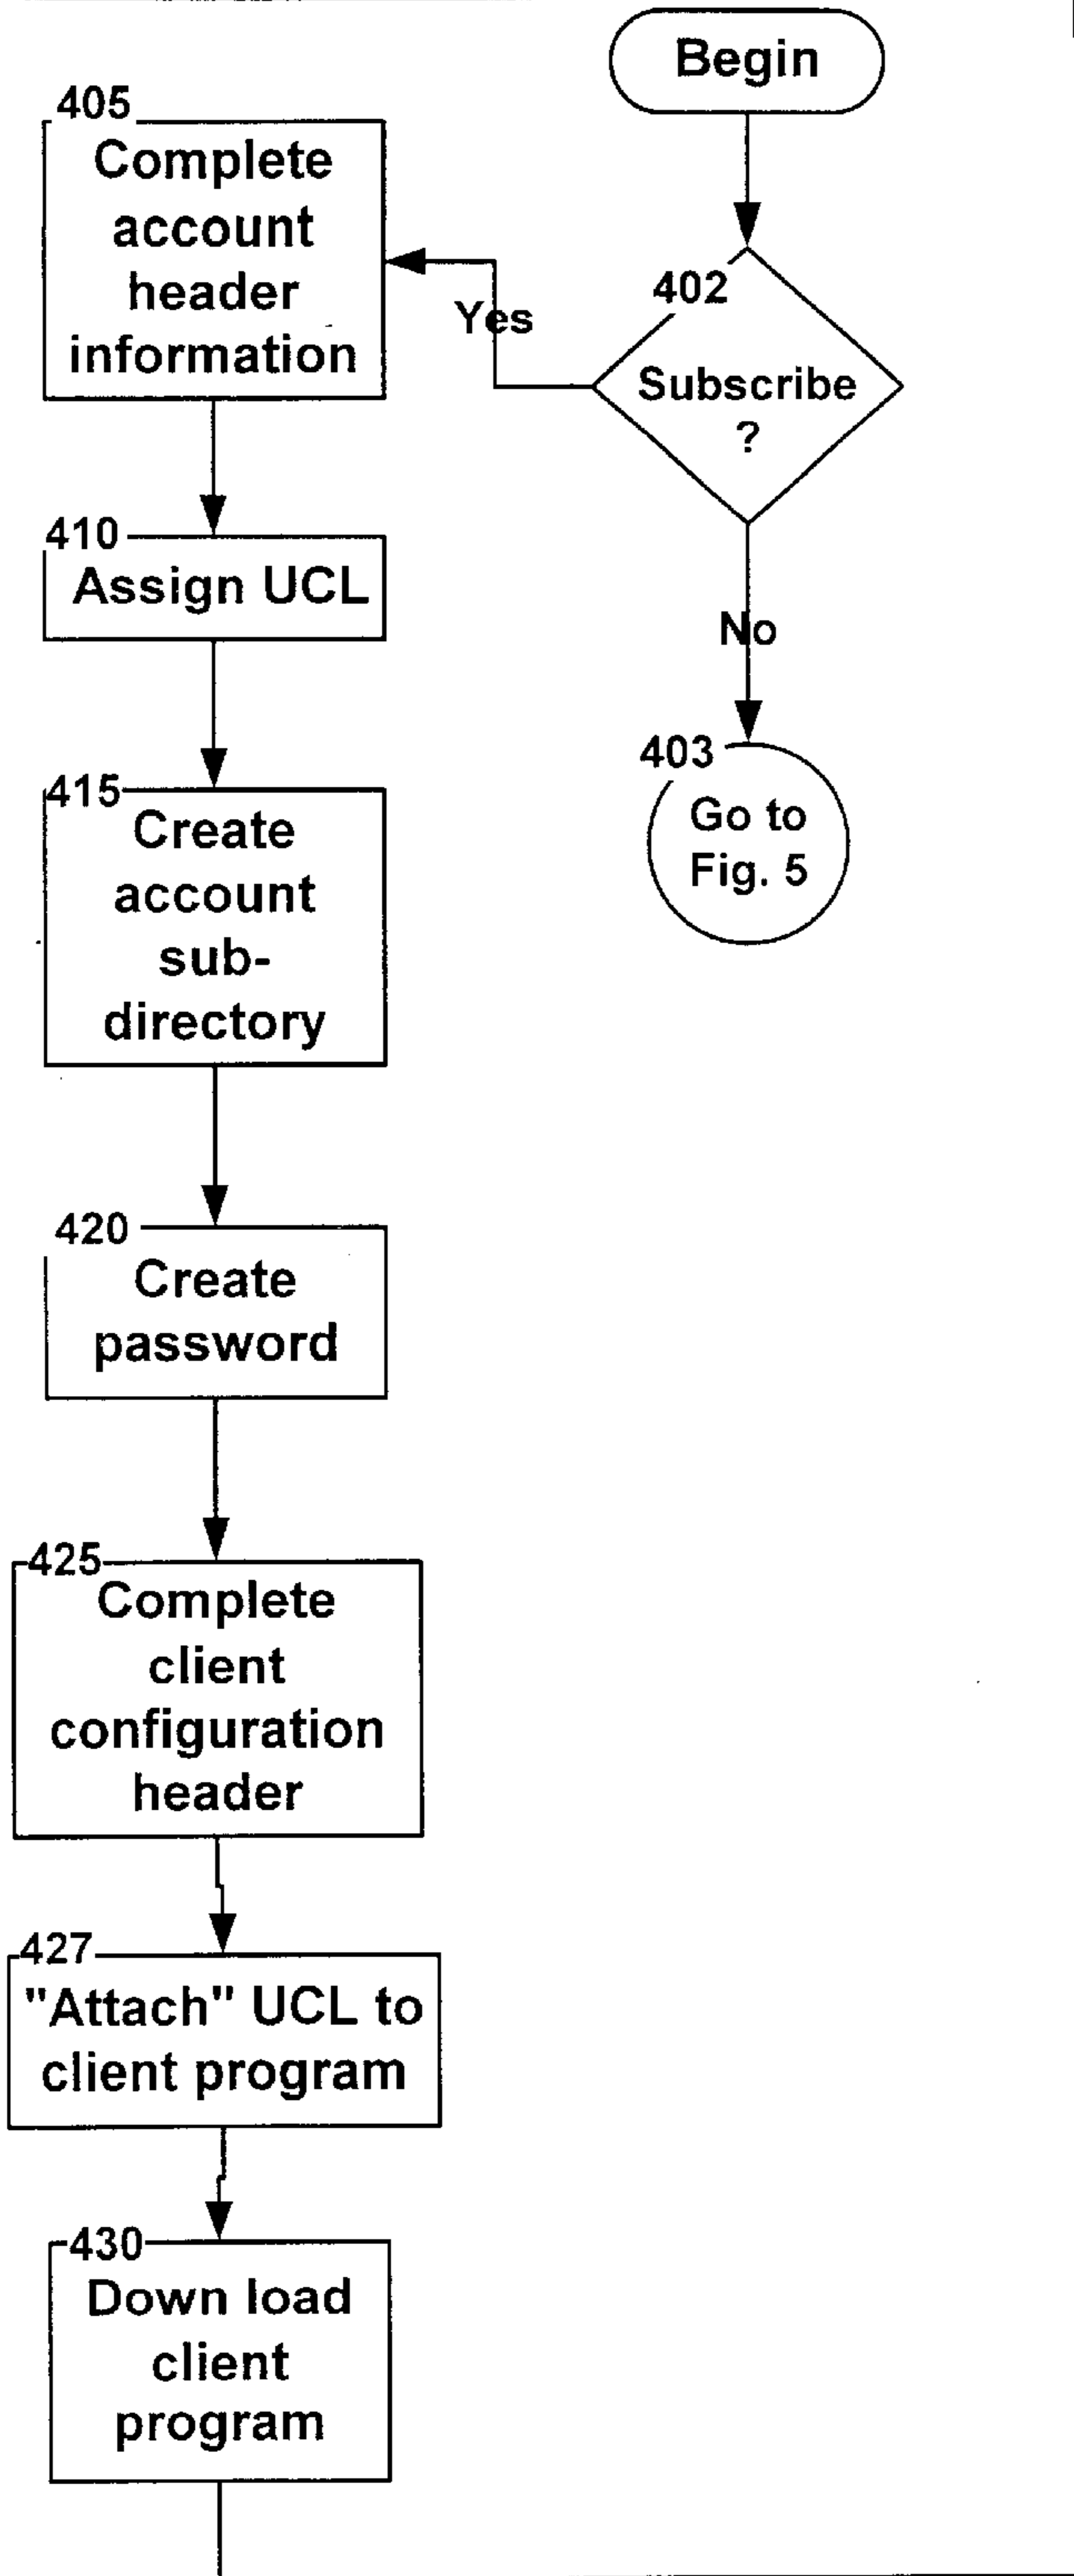 Begin
402
Subscribe
?
Yes
No
403
Go to
Fig. 5
405
Complete
account
header
information
410
Assign UCL
415
Create
account
sub-
directory
420
Create
password
425
Complete
client
configuration
header
427
"Attach" UCL to
client program
430
Down load
client
program